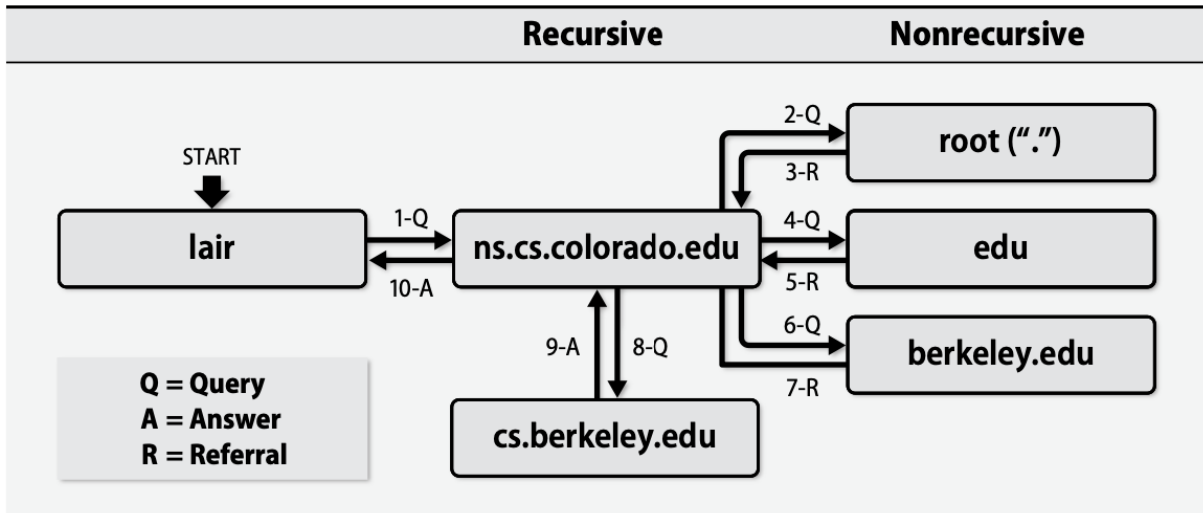 Recursive
Nonrecursive
START
lair
1-Q
10-A
ns.cs.colorado.edu
2-Q
3-R
root (“.”)
4-Q
5-R
edu
6-Q
7-R
berkeley.edu
9-A
8-Q
cs.berkeley.edu
Q = Query
A = Answer
R = Referral